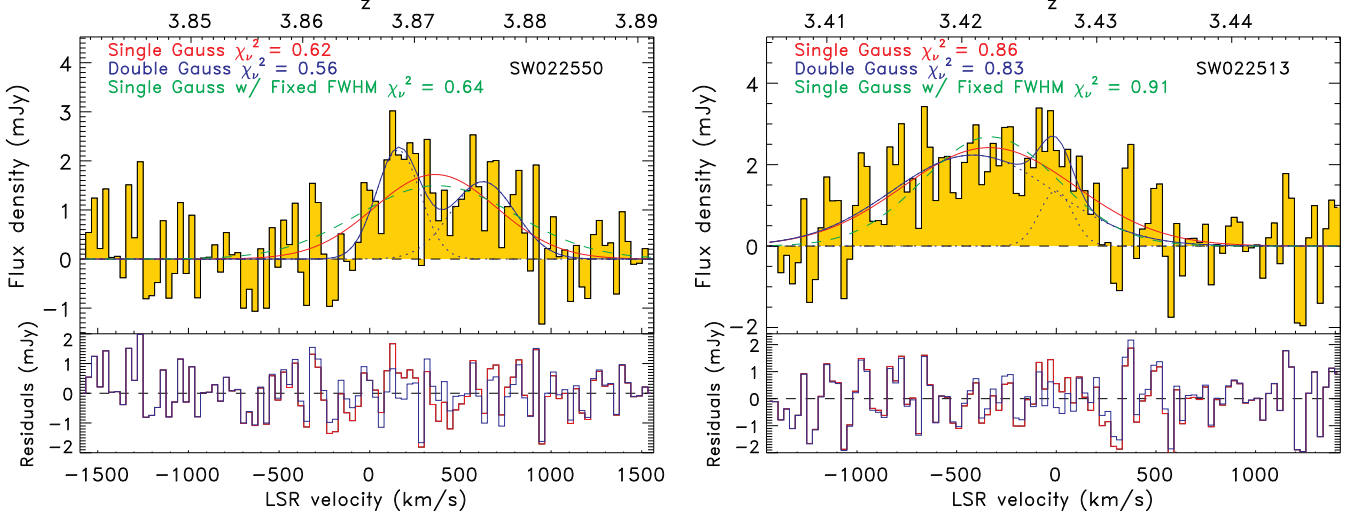 z
3.85 3.86 3.87 3.88 3.89
Single Gauss χν² = 0.62
Double Gauss χν² = 0.56
Single Gauss w/ Fixed FWHM χν² = 0.64
SW022550
Flux density (mJy)
4
3
2
1
0
−1
Residuals (mJy)
2
1
0
−1
−2
−1500 −1000 −500 0 500 1000 1500
LSR velocity (km/s)
z
3.41 3.42 3.43 3.44
Single Gauss χν² = 0.86
Double Gauss χν² = 0.83
Single Gauss w/ Fixed FWHM χν² = 0.91
SW022513
Flux density (mJy)
4
2
0
−2
Residuals (mJy)
2
1
0
−1
−2
−1000 −500 0 500 1000
LSR velocity (km/s)